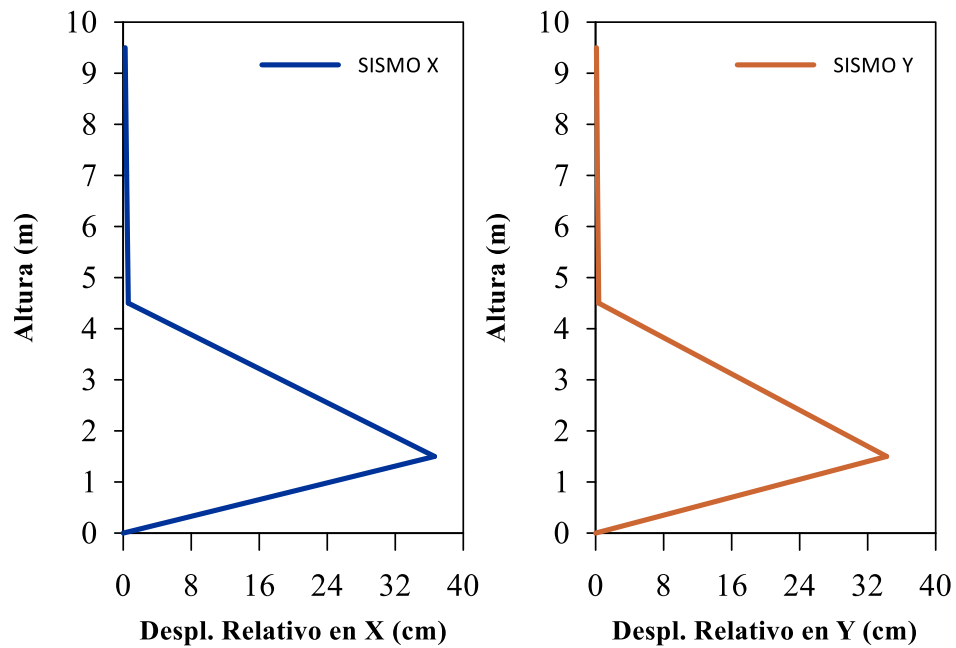 10
9
8
7
6
5
4
3
2
1
0
Altura (m)
SISMO X
0 8 16 24 32 40
Despl. Relativo en X (cm)
10
9
8
7
6
5
4
3
2
1
0
Altura (m)
SISMO Y
0 8 16 24 32 40
Despl. Relativo en Y (cm)